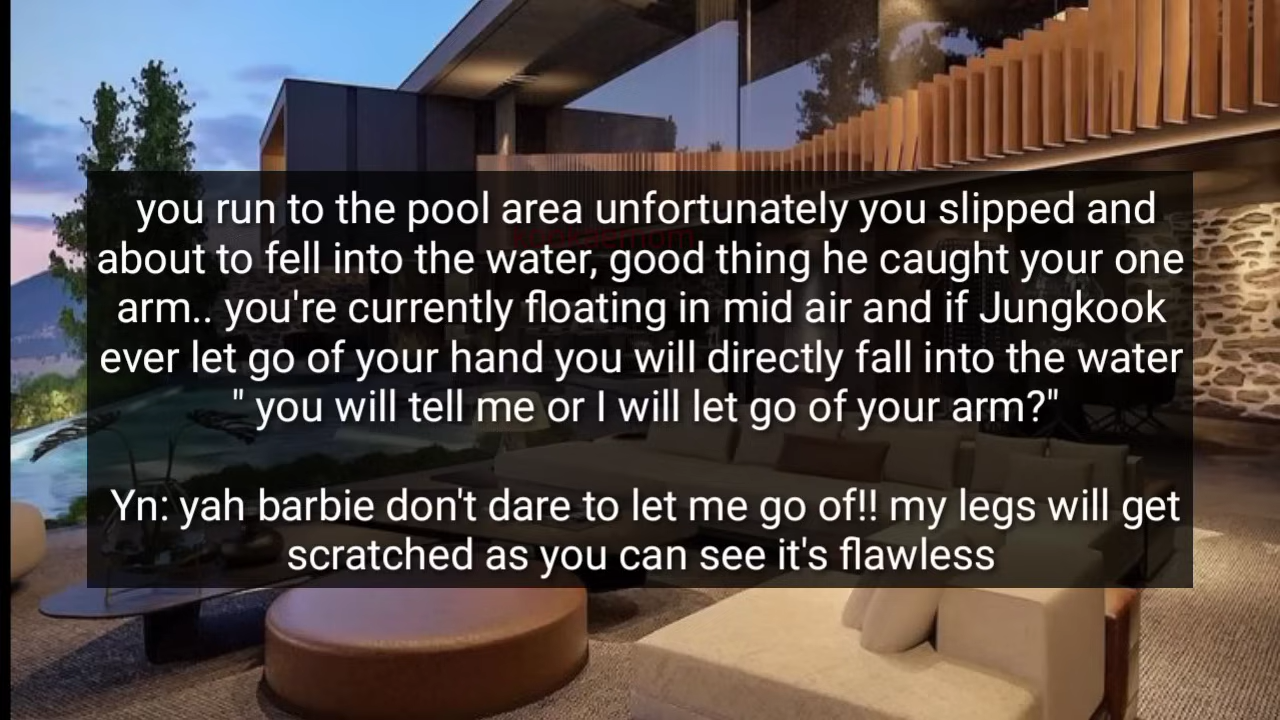 you run to the pool area unfortunately you slipped and
about to fell into the water, good thing he caught your one
arm.. you're currently floating in mid air and if Jungkook
ever let go of your hand you will directly fall into the water
" you will tell me or I will let go of your arm?"
Yn: yah barbie don't dare to let me go of!! my legs will get
scratched as you can see it's flawless